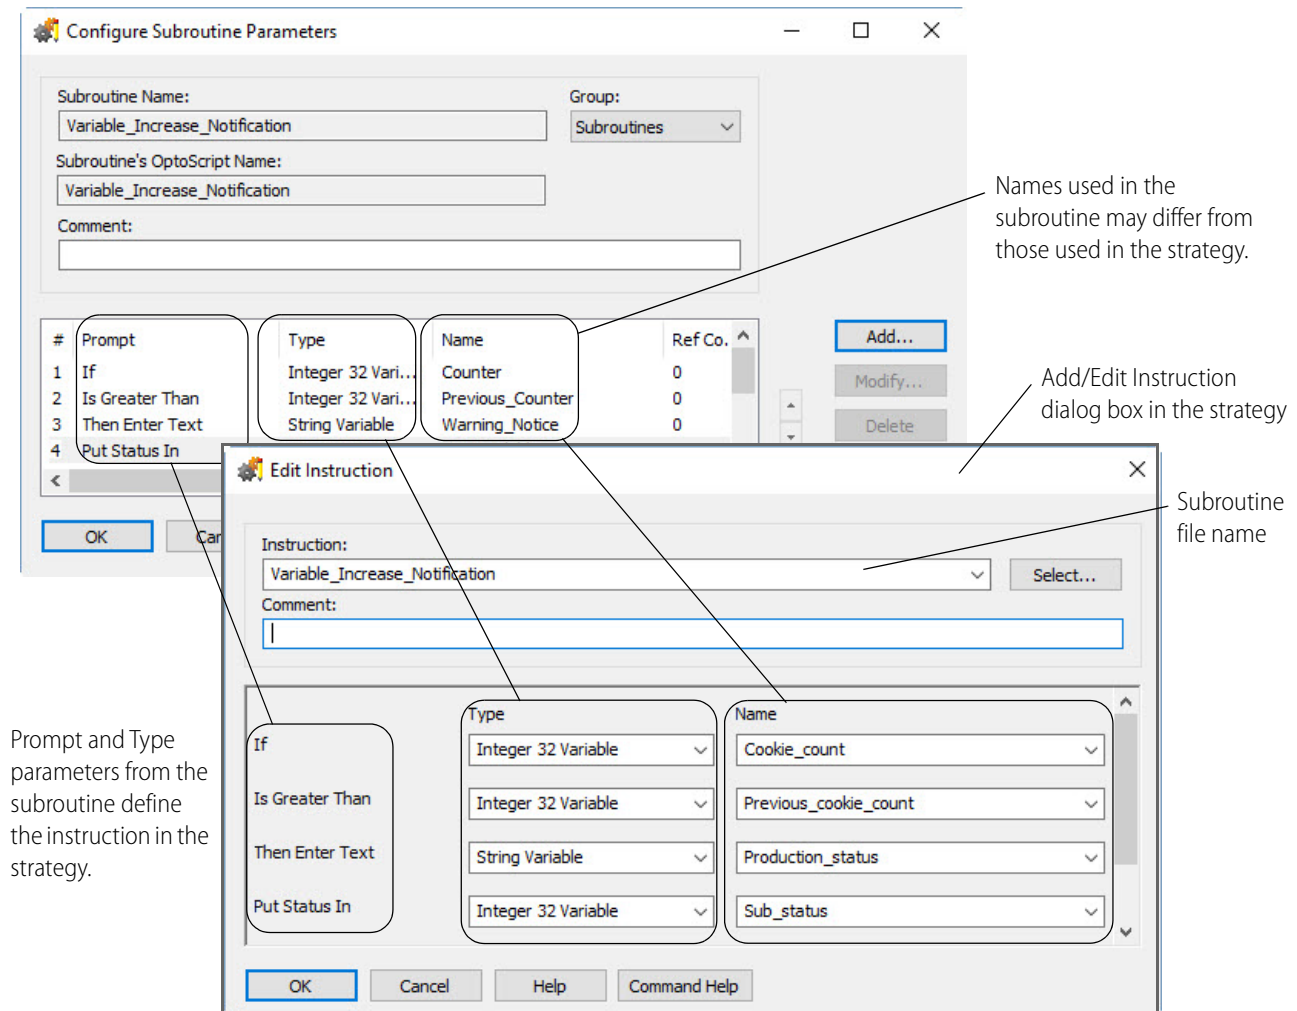 Configure Subroutine Parameters
Subroutine Name:
Group:
Variable_Increase_Notification
Subroutines
Subroutine's OptoScript Name:
Variable_Increase_Notification
Comment:
Names used in the
subroutine may differ from
those used in the strategy.
# Prompt Type Name Ref Co.
1 If Integer 32 Vari... Counter 0
2 Is Greater Than Integer 32 Vari... Previous_Counter 0
3 Then Enter Text String Variable Warning_Notice 0
4 Put Status In
Add...
Modify...
Delete
OK
Add/Edit Instruction
dialog box in the strategy
Edit Instruction
Subroutine
file name
Instruction:
Variable_Increase_Notification
Select...
Comment:
Type Name
If Integer 32 Variable Cookie_count
Is Greater Than Integer 32 Variable Previous_cookie_count
Then Enter Text String Variable Production_status
Put Status In Integer 32 Variable Sub_status
Prompt and Type
parameters from the
subroutine define
the instruction in the
strategy.
OK Cancel Help Command Help